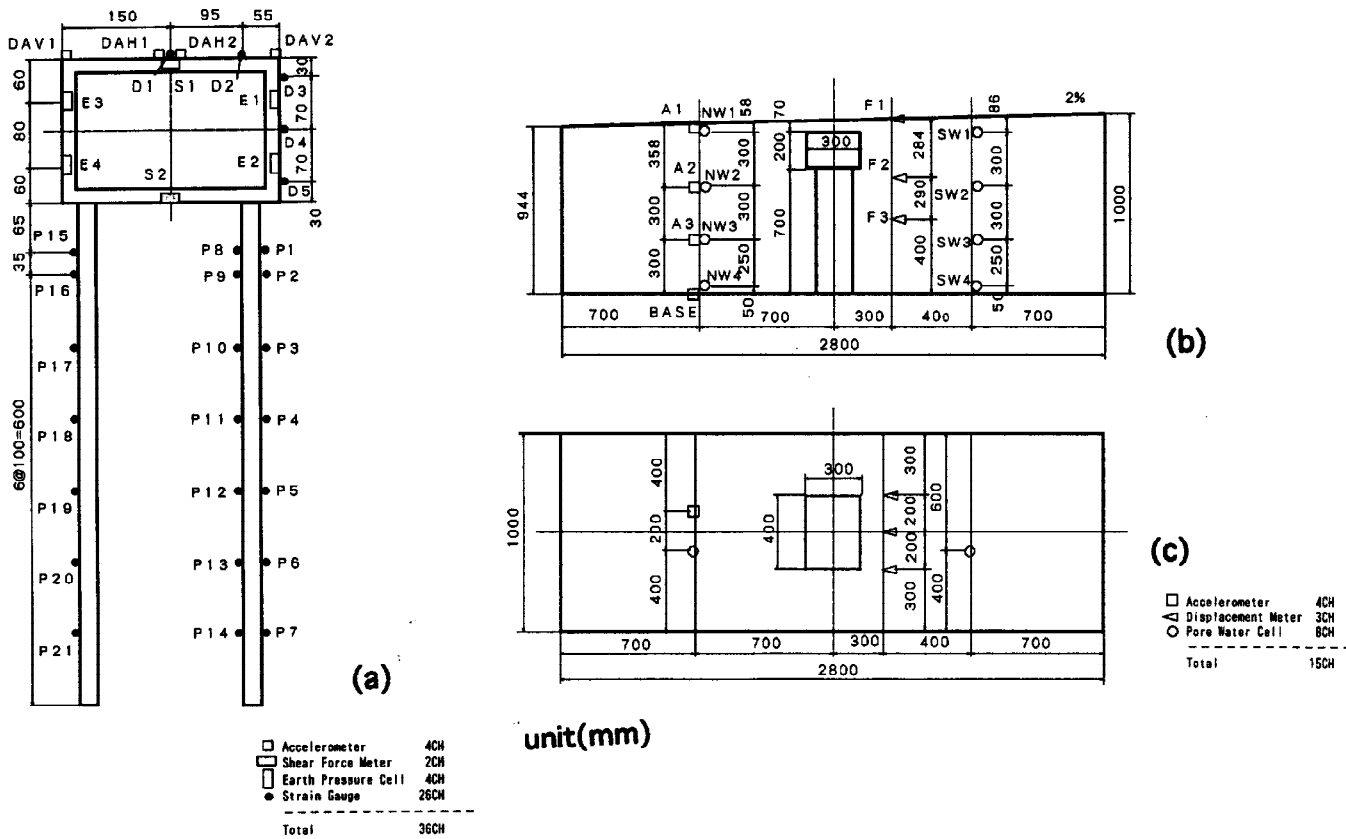 150 95 55
DAV1 DAH1 DAH2 DAV2
60 30
D1 S1 D2 D3
E3 E1
70
80 D4
E4 E2
S2 70
60 D5
30
65
P15 P8 P1
35
P16 P9 P2
P17 P10 P3
P18 P11 P4
6@100=600
P19 P12 P5
P20 P13 P6
P21 P14 P7
(a)
□ Accelerometer 4CH
Shear Force Meter 2CH
Earth Pressure Cell 4CH
● Strain Gauge 26CH
Total 36CH
A1 NW1 58 70 F1 86 2%
SW1
358 300 200 300 284 300
A2 NW2 F2 SW2
944 300 300 700 290 300 1000
A3 NW3 F3 SW3
300 250 400 250
NW4 SW4
BASE 50 50
700 700 300 400 700
2800
(b)
400 300 300
1000 200 400 200 600
200
400 300 400
700 700 300 400 700
2800
(c)
□ Accelerometer 4CH
Displacement Meter 3CH
○ Pore Water Cell 8CH
Total 15CH
unit(mm)